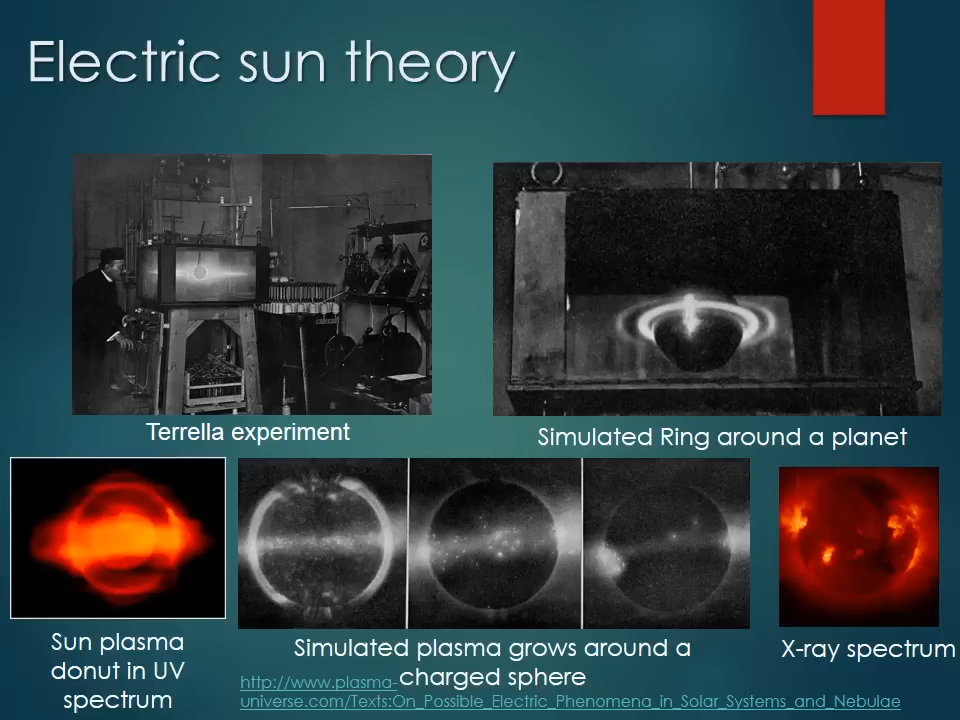 Electric sun theory
Terrella experiment
Simulated Ring around a planet
Sun plasma
donut in UV
spectrum
Simulated plasma grows around a
charged sphere
X-ray spectrum
http://www.plasma-
universe.com/Texts:On_Possible_Electric_Phenomena_in_Solar_Systems_and_Nebulae